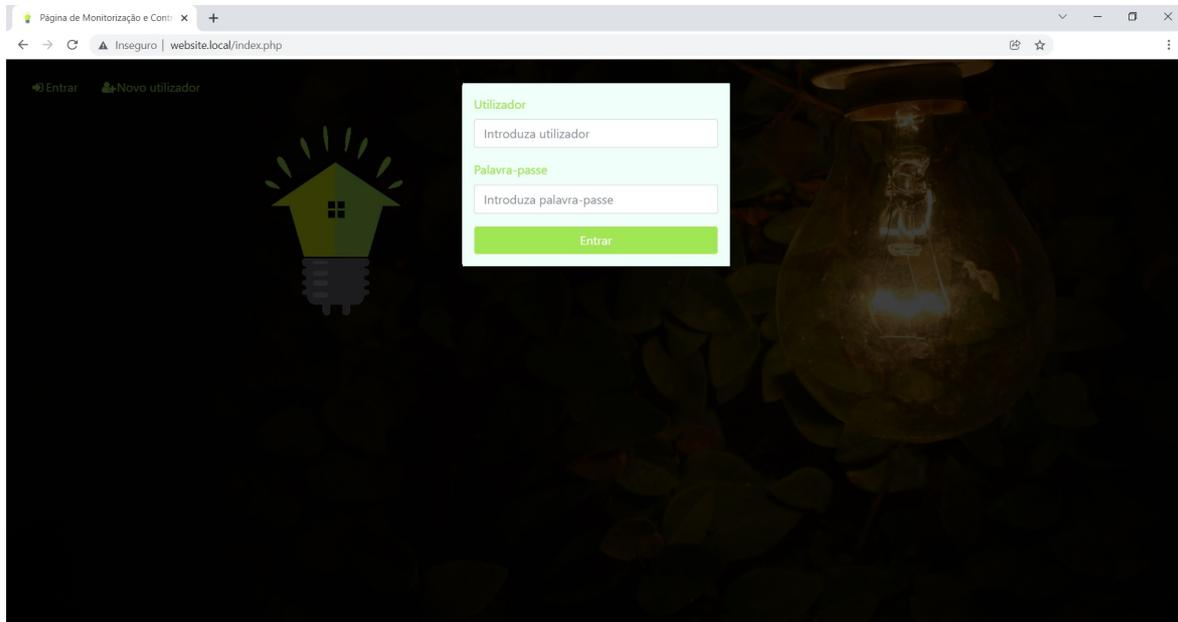 Página de Monitorização e Contr
Inseguro | website.local/index.php
Entrar Novo utilizador
Utilizador
Introduza utilizador
Palavra-passe
Introduza palavra-passe
Entrar